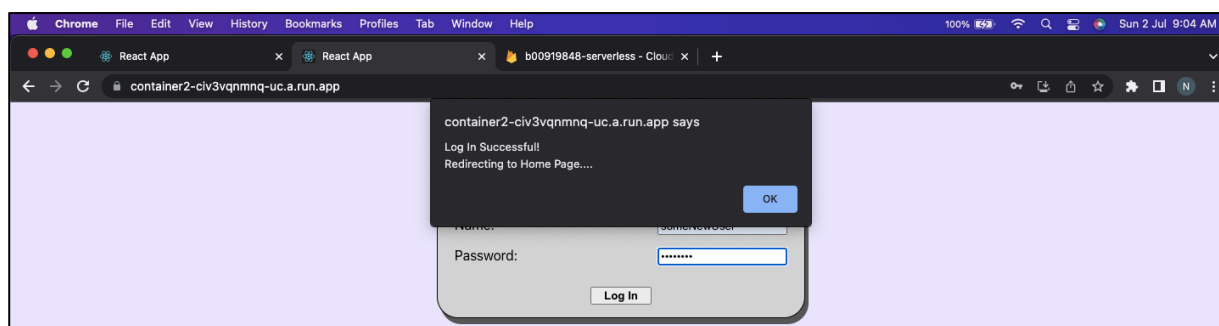 Chrome File Edit View History Bookmarks Profiles Tab Window Help 100% Sun 2 Jul 9:04 AM
React App React App b00919848-serverless - Cloud
container2-civ3vqnmnq-uc.a.run.app N
container2-civ3vqnmnq-uc.a.run.app says
Log In Successful!
Redirecting to Home Page....
OK
Name: someNewUser
Password: ••••••••
Log In